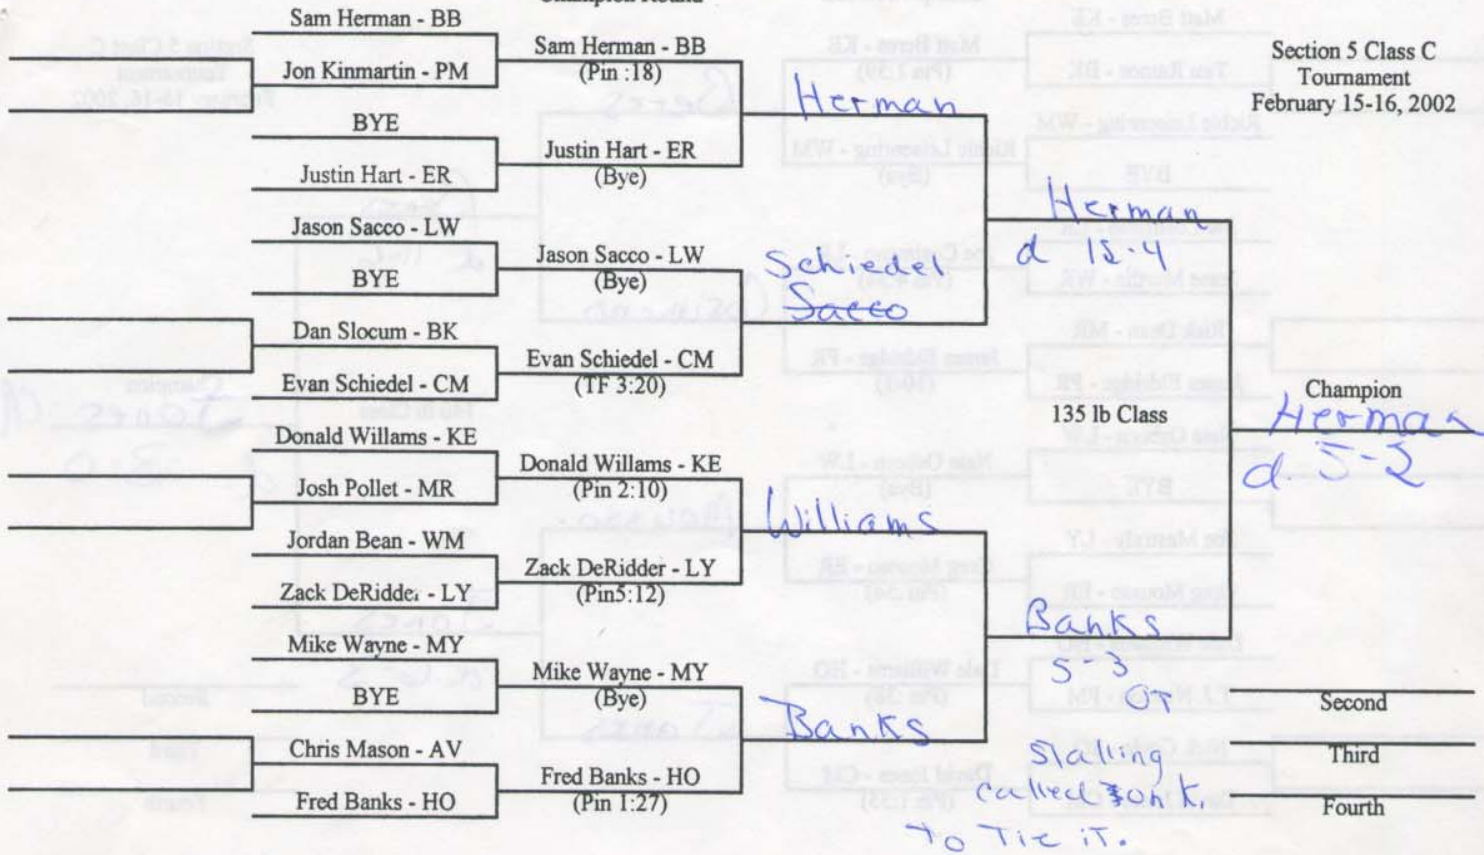 Sam Herman - BB
Jon Kinmartin - PM
BYE
Justin Hart - ER
Jason Sacco - LW
BYE
Dan Slocum - BK
Evan Schiedel - CM
Donald Willams - KE
Josh Pollet - MR
Jordan Bean - WM
Zack DeRidder - LY
Mike Wayne - MY
BYE
Chris Mason - AV
Fred Banks - HO
Sam Herman - BB
(Pin :18)
Justin Hart - ER
(Bye)
Jason Sacco - LW
(Bye)
Evan Schiedel - CM
(TF 3:20)
Donald Willams - KE
(Pin 2:10)
Zack DeRidder - LY
(Pin5:12)
Mike Wayne - MY
(Bye)
Fred Banks - HO
(Pin 1:27)
Herman
Schiedel
Sacco
Williams
Banks
Herman
d 15-4
135 lb Class
Banks
5-3
OT
Stalling
called on K.
To Tie iT.
Section 5 Class C
Tournament
February 15-16, 2002
Champion
Herman
d. 5-2
Second
Third
Fourth